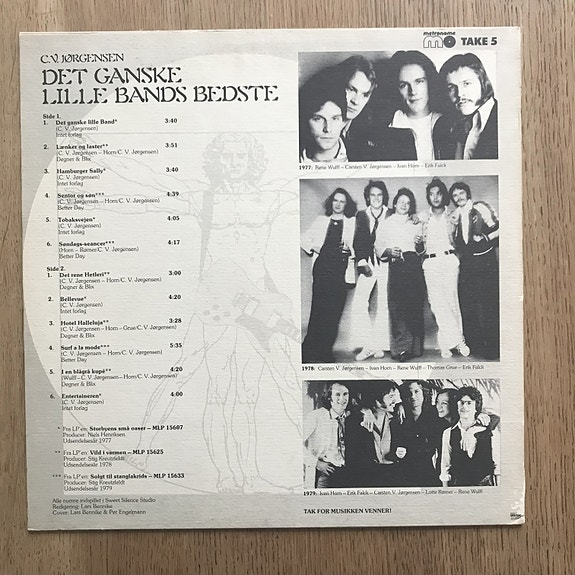 metronome
TAKE 5
C.V. JØRGENSEN
DET GANSKE
LILLE BANDS BEDSTE
Side 1.
1. Det ganske lille Band* 3:40
(C. V. Jørgensen)
Intet forlag
2. Lænker og laster** 3:51
(C. V. Jørgensen – Horn/C. V. Jørgensen)
Degner & Blix
3. Hamburger Sally* 3:40
(C. V. Jørgensen)
Intet forlag
4. Senior og søn*** 4:39
(C. V. Jørgensen – Horn/C. V. Jørgensen)
Better Day
5. Tobaksvejen* 4:05
(C. V. Jørgensen)
Intet forlag
6. Søndags-seancer*** 4:17
(Horn – Rømer/C. V. Jørgensen)
Better Day
Side 2.
1. Det rene Hetleri** 3:00
(C. V. Jørgensen – Horn/C. V. Jørgensen)
Degner & Blix
2. Bellevue* 4:20
(C. V. Jørgensen)
Intet forlag
3. Hotel Halleluja** 3:28
(C. V. Jørgensen – Horn – Grue/C. V. Jørgensen)
Degner & Blix
4. Surf a la mode*** 5:35
(C. V. Jørgensen – Horn/C. V. Jørgensen)
Better Day
5. I en blågrå kupé** 4:20
(Wulff – C. V. Jørgensen – Horn/C. V. Jørgensen)
Degner & Blix
6. Entertaineren* 4:00
(C. V. Jørgensen)
Intet forlag
* Fra LP'en: Storbyens små oaser – MLP 15607
Producer: Niels Henriksen
Udsendelsesår 1977
** Fra LP'en: Vild i varmen – MLP 15625
Producer: Stig Kreutzfeldt
Udsendelsesår 1978
*** Fra LP'en: Solgt til stanglakrids – MLP 15633
Producer: Stig Kreutzfeldt
Udsendelsesår 1979
Alle numre indspillet i Sweet Silence Studio
Redigering: Lars Bennike
Cover: Lars Bennike & Per Engelmann
1977: Rene Wulff – Carsten V. Jørgensen – Ivan Horn – Erik Falck
1978: Carsten V. Jørgensen – Ivan Horn – Rene Wulff – Thomas Grue – Erik Falck
1979: Ivan Horn – Erik Falck – Carsten V. Jørgensen – Lotte Rømer – Rene Wulff
TAK FOR MUSIKKEN VENNER!